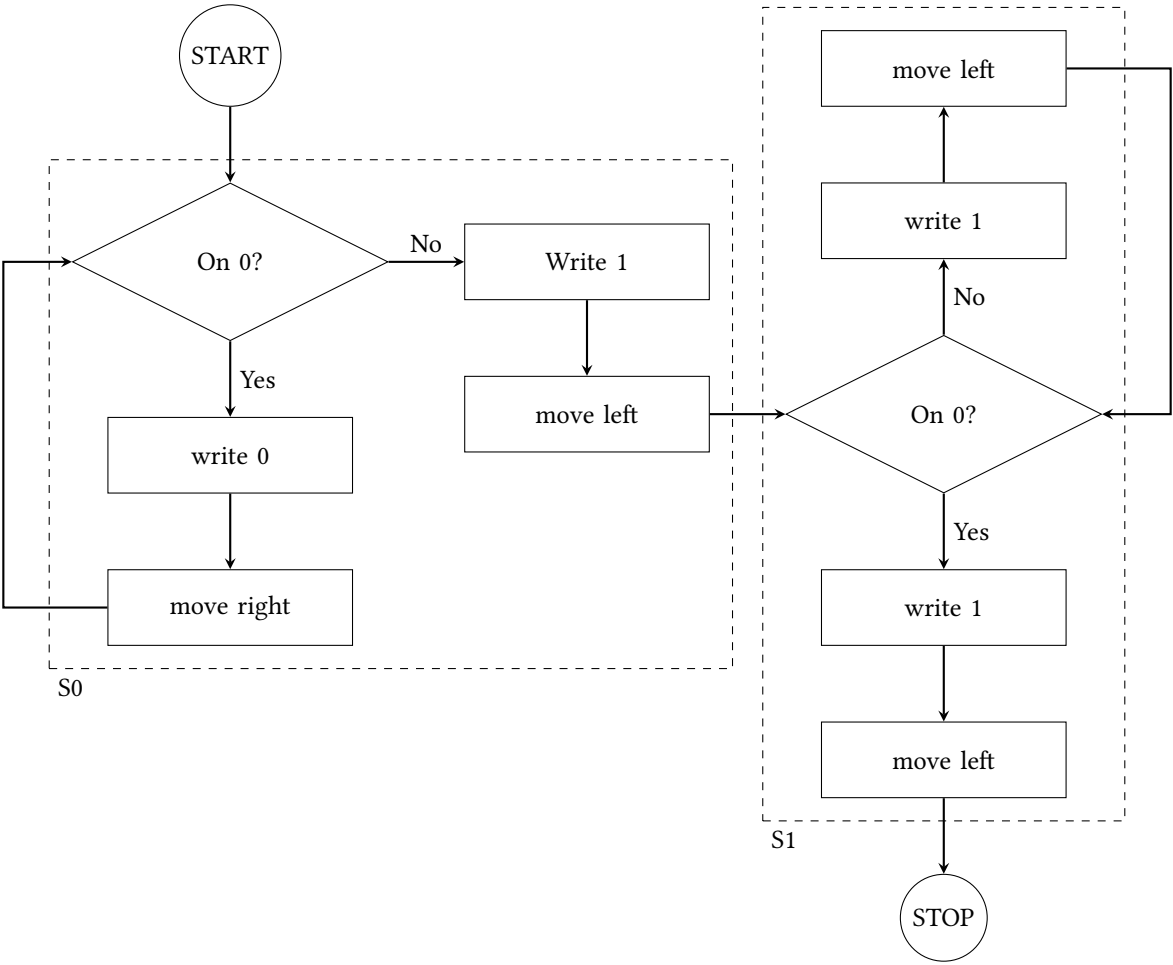 START
On 0?
No
Write 1
Yes
write 0
move left
move right
S0
move left
write 1
No
On 0?
Yes
write 1
move left
S1
STOP